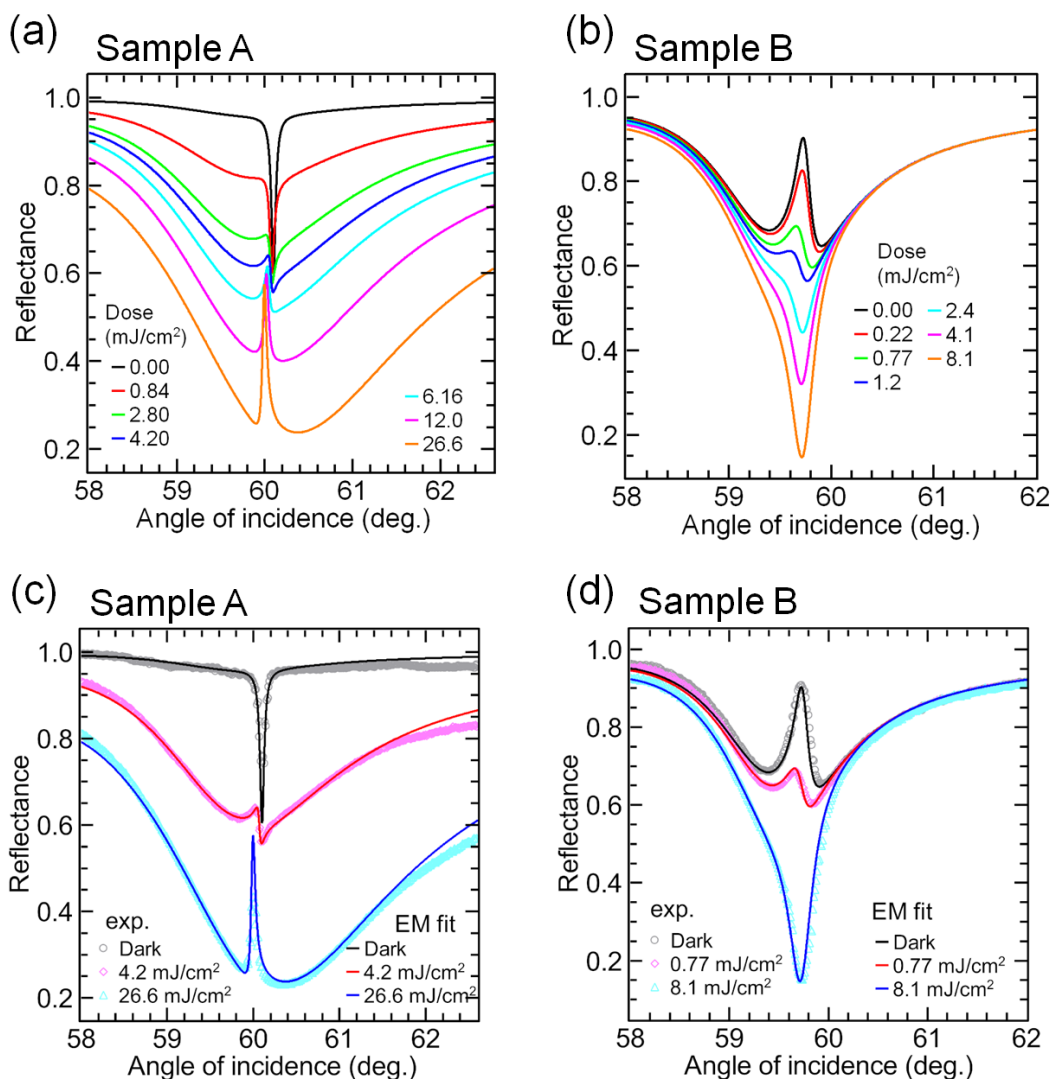 (a) Sample A
1.0
0.8
0.6
0.4
0.2
Reflectance
Dose
(mJ/cm²)
0.00
0.84
2.80
4.20
6.16
12.0
26.6
58 59 60 61 62
Angle of incidence (deg.)
(b) Sample B
1.0
0.8
0.6
0.4
0.2
Reflectance
Dose
(mJ/cm²)
0.00 2.4
0.22 4.1
0.77 8.1
1.2
58 59 60 61 62
Angle of incidence (deg.)
(c) Sample A
1.0
0.8
0.6
0.4
0.2
Reflectance
exp. EM fit
Dark Dark
4.2 mJ/cm² 4.2 mJ/cm²
26.6 mJ/cm² 26.6 mJ/cm²
58 59 60 61 62
Angle of incidence (deg.)
(d) Sample B
1.0
0.8
0.6
0.4
0.2
Reflectance
exp. EM fit
Dark Dark
0.77 mJ/cm² 0.77 mJ/cm²
8.1 mJ/cm² 8.1 mJ/cm²
58 59 60 61 62
Angle of incidence (deg.)